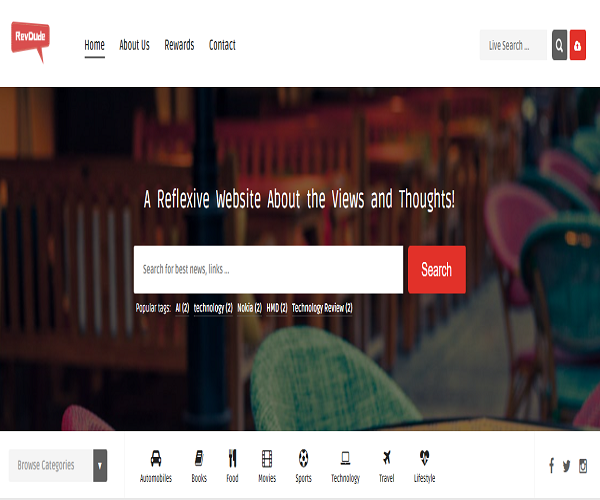 RevDude
Home About Us Rewards Contact
Live Search ...
A Reflexive Website About the Views and Thoughts!
Search for best news, links ... Search
Popular tags: AI (2) technology (2) Nokia (2) HMD (2) Technology Review (2)
Browse Categories
Automobiles Books Food Movies Sports Technology Travel Lifestyle